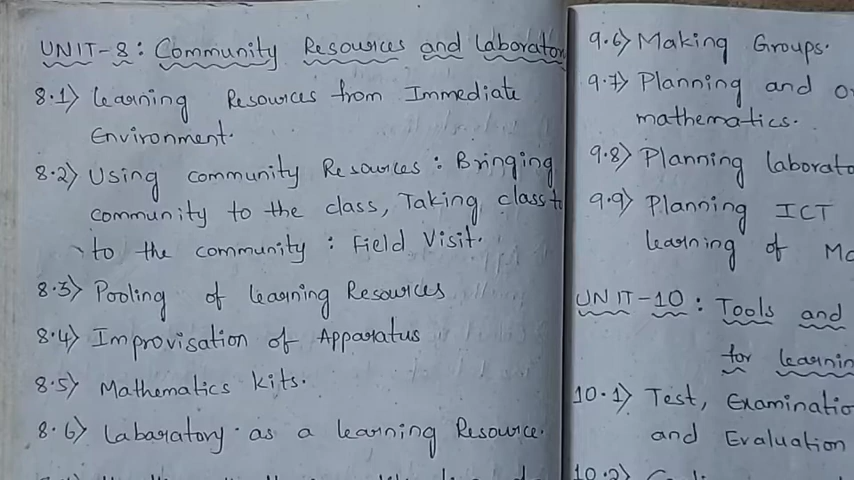 UNIT-8 : Community Resources and Laborator
8.1) Learning Resources from Immediate
Environment.
8.2) Using community Resources : Bringing
community to the class, Taking class t
to the community : Field Visit.
8.3) Pooling of learning Resources
8.4) Improvisation of Apparatus
8.5) Mathematics kits.
8.6) Labaratory as a learning Resource.
9.6) Making Groups.
9.7) Planning and o
mathematics.
9.8) Planning laborato
9.9) Planning ICT
learning of Ma
UNIT-10 : Tools and
for learnin
10.1) Test, Examinatio
and Evaluation
10.2)